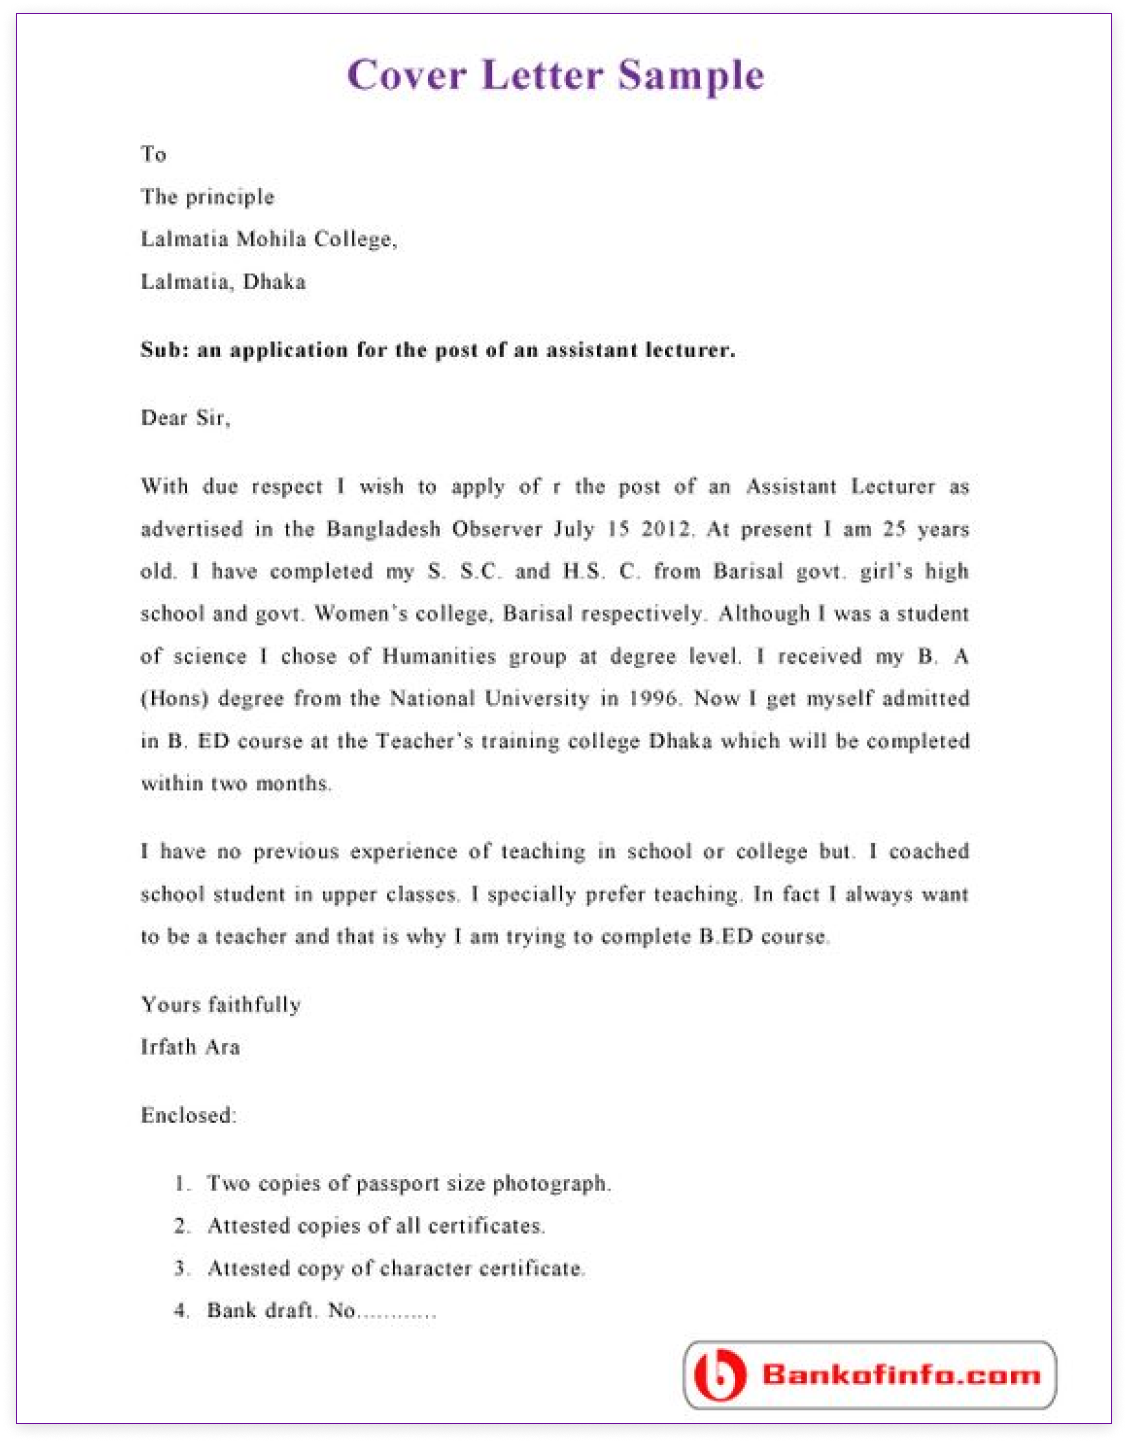 Cover Letter Sample
To
The principle
Lalmatia Mohila College,
Lalmatia, Dhaka
Sub: an application for the post of an assistant lecturer.
Dear Sir,
With due respect I wish to apply of r the post of an Assistant Lecturer as
advertised in the Bangladesh Observer July 15 2012. At present I am 25 years
old. I have completed my S. S.C. and H.S. C. from Barisal govt. girl's high
school and govt. Women's college, Barisal respectively. Although I was a student
of science I chose of Humanities group at degree level. I received my B. A
(Hons) degree from the National University in 1996. Now I get myself admitted
in B. ED course at the Teacher's training college Dhaka which will be completed
within two months.
I have no previous experience of teaching in school or college but. I coached
school student in upper classes. I specially prefer teaching. In fact I always want
to be a teacher and that is why I am trying to complete B.ED course.
Yours faithfully
Irfath Ara
Enclosed:
1. Two copies of passport size photograph.
2. Attested copies of all certificates.
3. Attested copy of character certificate.
4. Bank draft. No............
Bankofinfo.com